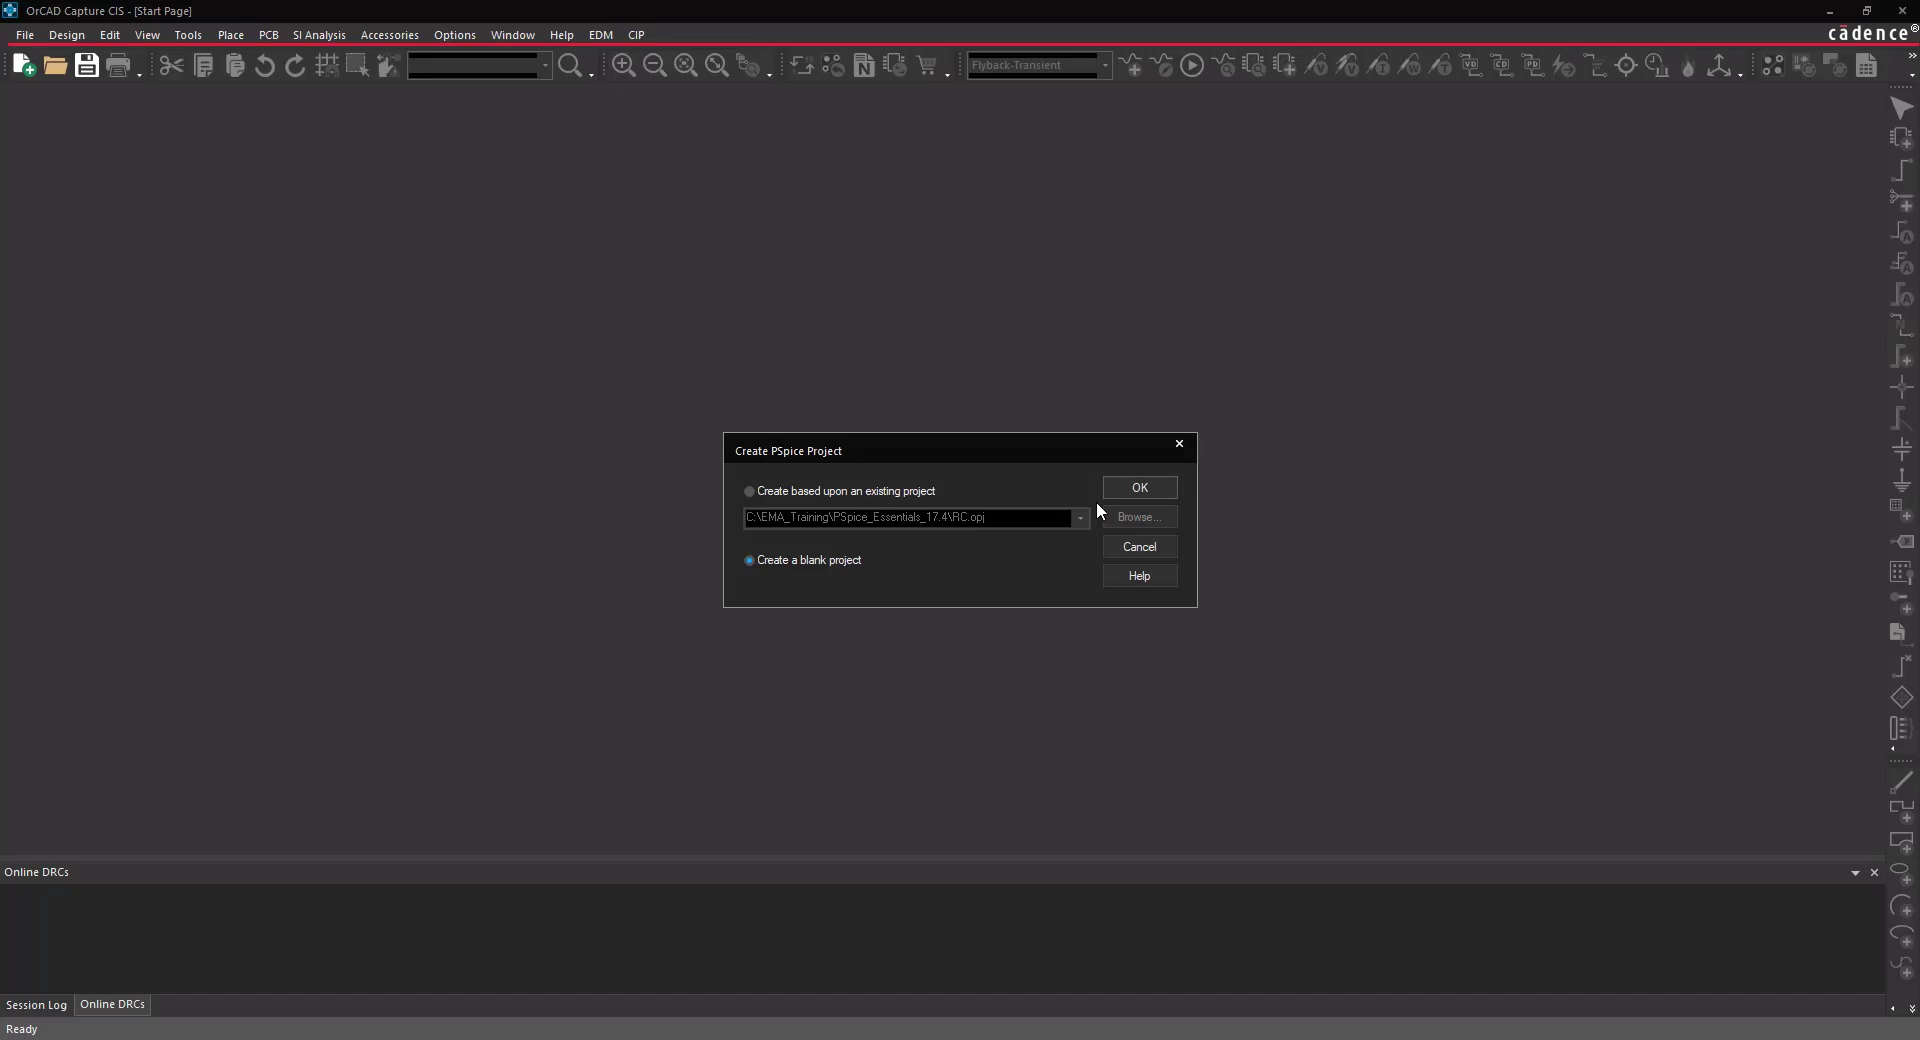 OrCAD Capture CIS - [Start Page]
File Design Edit View Tools Place PCB SI Analysis Accessories Options Window Help EDM CIP
cādence®
Flyback-Transient
Create PSpice Project
Create based upon an existing project
OK
C:\EMA_Training\PSpice_Essentials_17.4\RC.opj
Browse...
Cancel
Create a blank project
Help
Online DRCs
Session Log Online DRCs
Ready